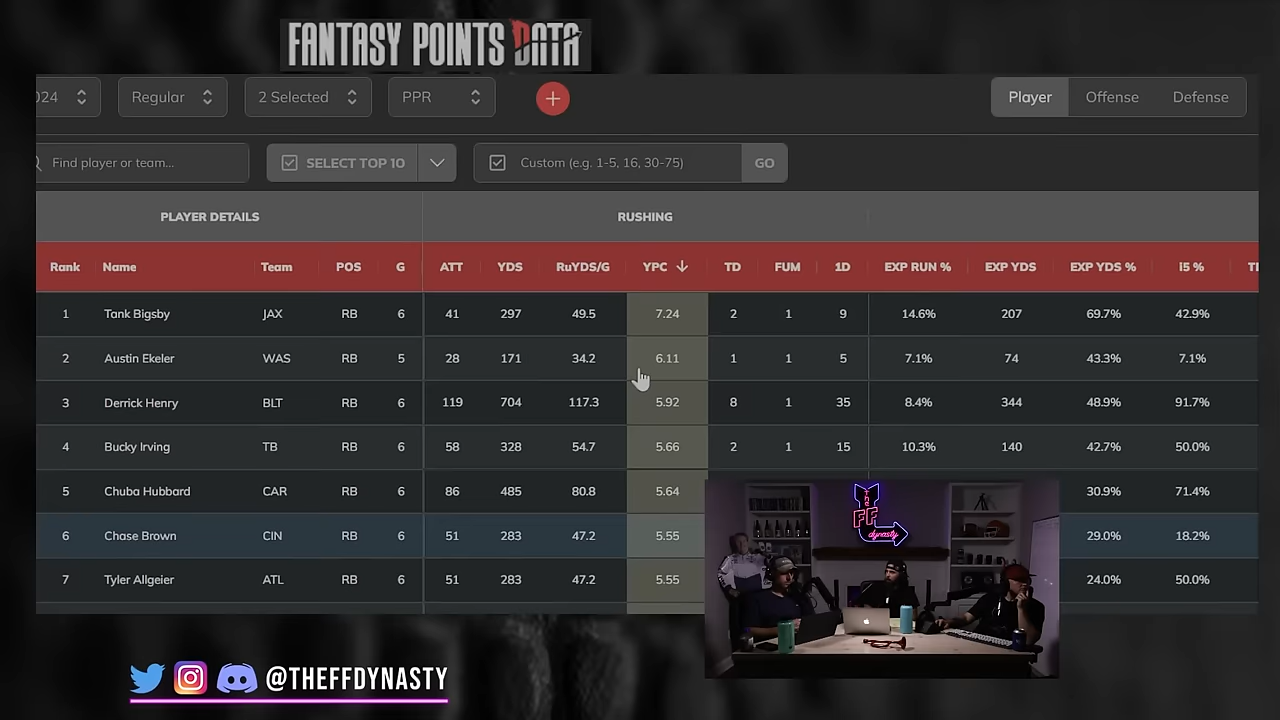 FANTASY POINTS DATA
024 Regular 2 Selected PPR + Player Offense Defense
Find player or team... SELECT TOP 10 Custom (e.g. 1-5, 16, 30-75) GO
PLAYER DETAILS RUSHING
Rank Name Team POS G ATT YDS RuYDS/G YPC TD FUM 1D EXP RUN % EXP YDS EXP YDS % i5 %
1 Tank Bigsby JAX RB 6 41 297 49.5 7.24 2 1 9 14.6% 207 69.7% 42.9%
2 Austin Ekeler WAS RB 5 28 171 34.2 6.11 1 1 5 7.1% 74 43.3% 7.1%
3 Derrick Henry BLT RB 6 119 704 117.3 5.92 8 1 35 8.4% 344 48.9% 91.7%
4 Bucky Irving TB RB 6 58 328 54.7 5.66 2 1 15 10.3% 140 42.7% 50.0%
5 Chuba Hubbard CAR RB 6 86 485 80.8 5.64 30.9% 71.4%
6 Chase Brown CIN RB 6 51 283 47.2 5.55 29.0% 18.2%
7 Tyler Allgeier ATL RB 6 51 283 47.2 5.55 24.0% 50.0%
The
FF
dynasty
@THEFFDYNASTY